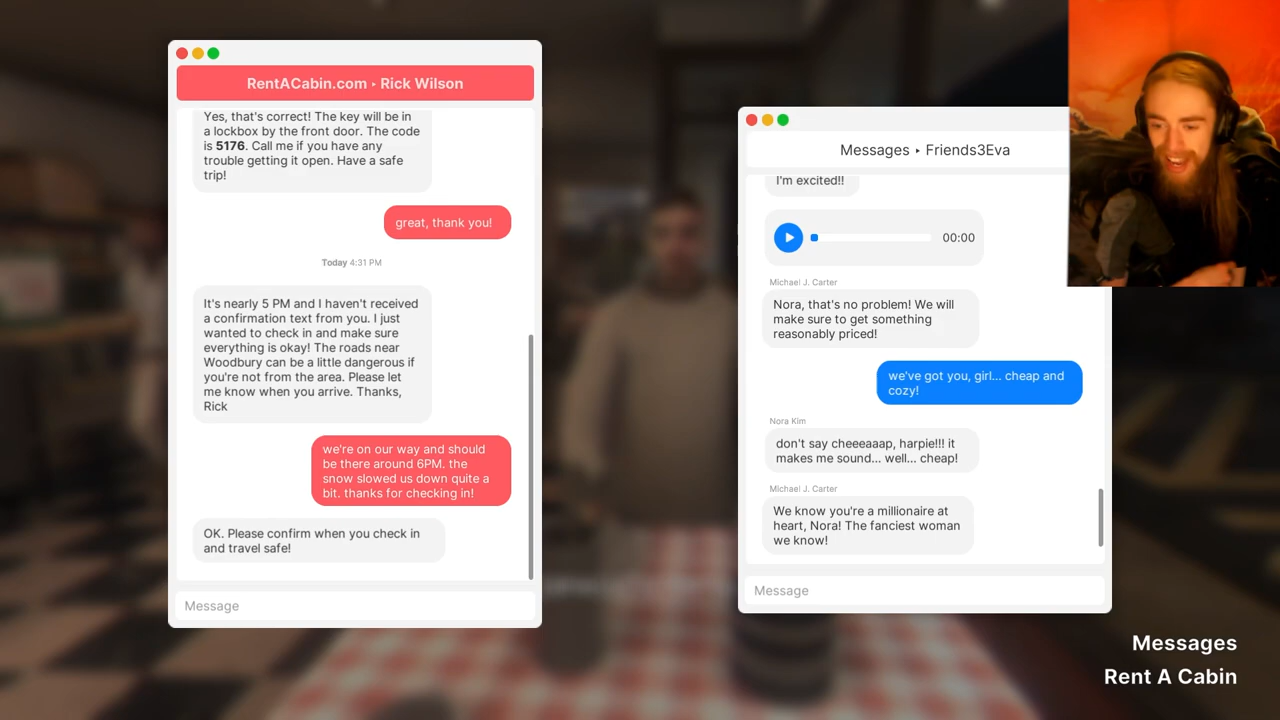 RentACabin.com ‣ Rick Wilson
Yes, that's correct! The key will be in
a lockbox by the front door. The code
is 5176. Call me if you have any
trouble getting it open. Have a safe
trip!
great, thank you!
Today 4:31 PM
It's nearly 5 PM and I haven't received
a confirmation text from you. I just
wanted to check in and make sure
everything is okay! The roads near
Woodbury can be a little dangerous if
you're not from the area. Please let
me know when you arrive. Thanks,
Rick
we're on our way and should
be there around 6PM. the
snow slowed us down quite a
bit. thanks for checking in!
OK. Please confirm when you check in
and travel safe!
Message
Messages ‣ Friends3Eva
I'm excited!!
00:00
Michael J. Carter
Nora, that's no problem! We will
make sure to get something
reasonably priced!
we've got you, girl... cheap and
cozy!
Nora Kim
don't say cheeeaaap, harpie!!! it
makes me sound... well... cheap!
Michael J. Carter
We know you're a millionaire at
heart, Nora! The fanciest woman
we know!
Message
Messages
Rent A Cabin